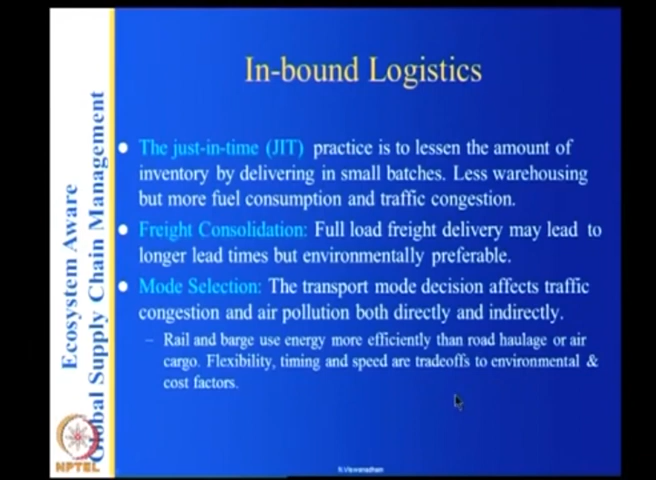 In-bound Logistics
The just-in-time (JIT) practice is to lessen the amount of
inventory by delivering in small batches. Less warehousing
but more fuel consumption and traffic congestion.
Freight Consolidation: Full load freight delivery may lead to
longer lead times but environmentally preferable.
Mode Selection: The transport mode decision affects traffic
congestion and air pollution both directly and indirectly.
– Rail and barge use energy more efficiently than road haulage or air
cargo. Flexibility, timing and speed are tradeoffs to environmental &
cost factors.
Ecosystem Aware
Global Supply Chain Management
NPTEL
N.Viswanadham